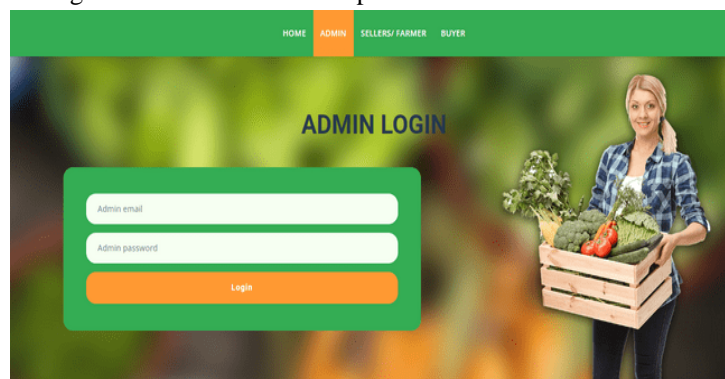 HOME ADMIN SELLERS/ FARMER BUYER
ADMIN LOGIN
Admin email
Admin password
Login